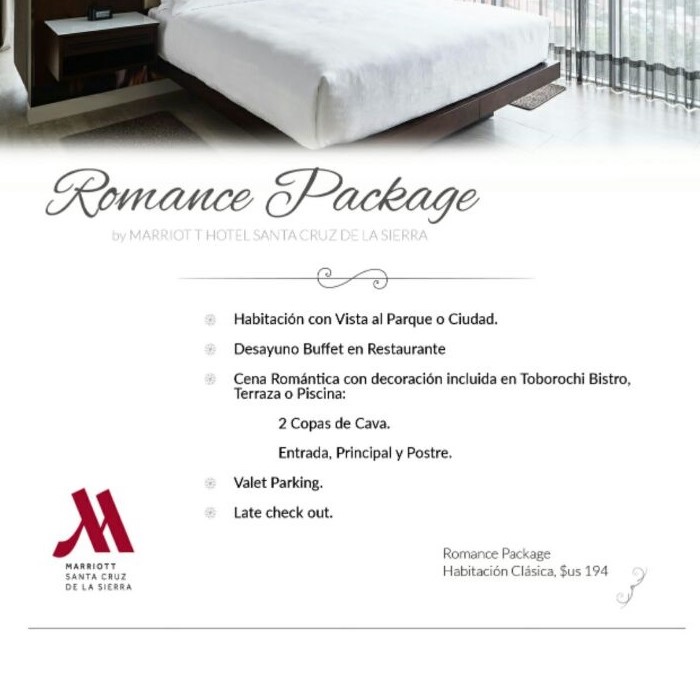 Romance Package
by MARRIOTT HOTEL SANTA CRUZ DE LA SIERRA
Habitación con Vista al Parque o Ciudad.
Desayuno Buffet en Restaurante
Cena Romántica con decoración incluida en Toborochi Bistro,
Terraza o Piscina:
2 Copas de Cava.
Entrada, Principal y Postre.
Valet Parking.
Late check out.
MARRIOTT
SANTA CRUZ
DE LA SIERRA
Romance Package
Habitación Clásica, $us 194